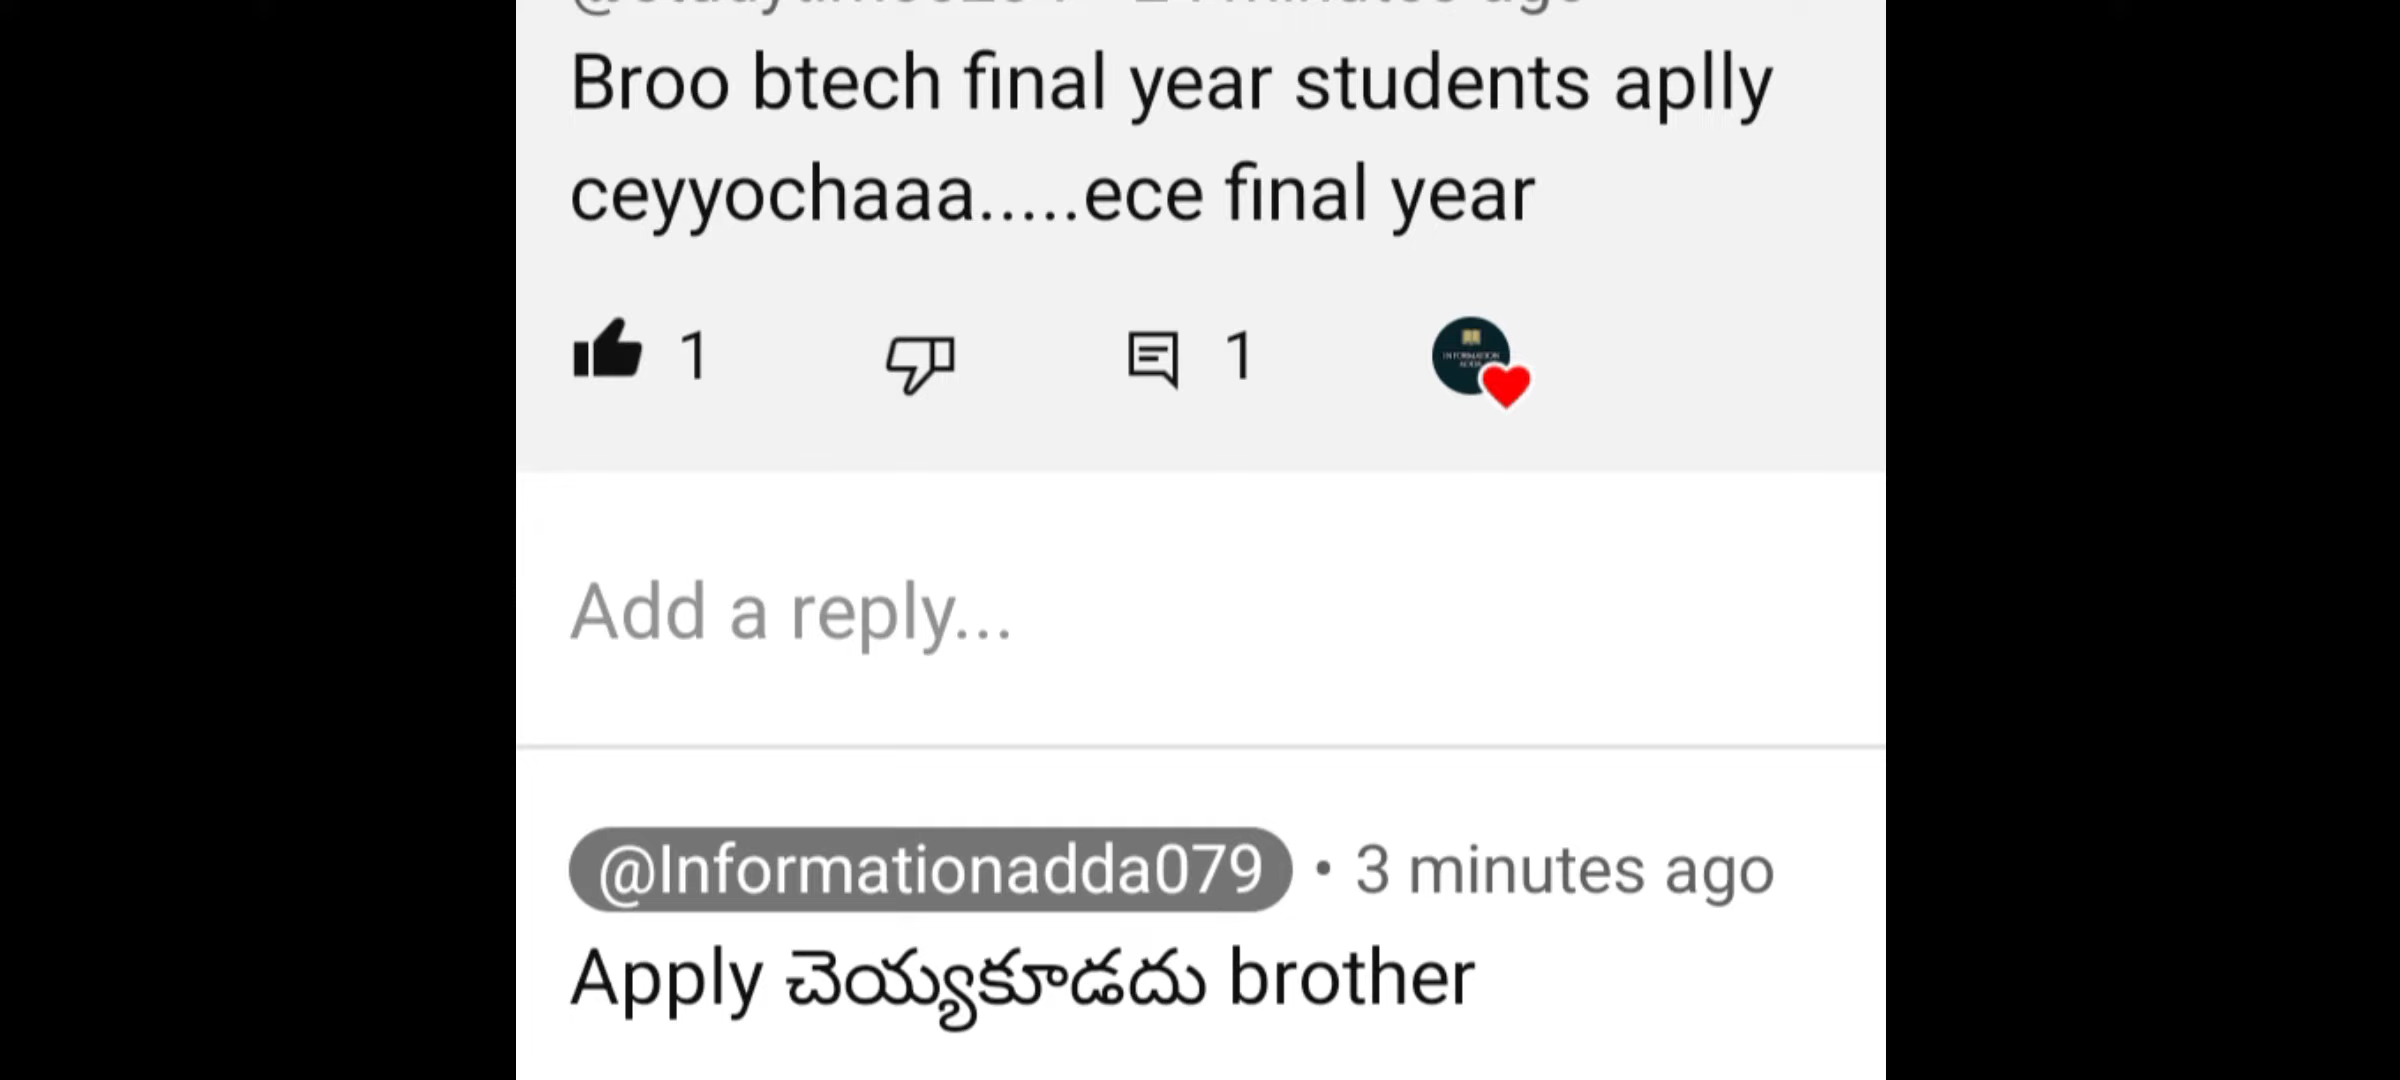 Broo btech final year students aplly
ceyyochaaa.....ece final year
1
1
INFORMATION
Add a reply...
@Informationadda079 • 3 minutes ago
Apply చెయ్యకూడదు brother